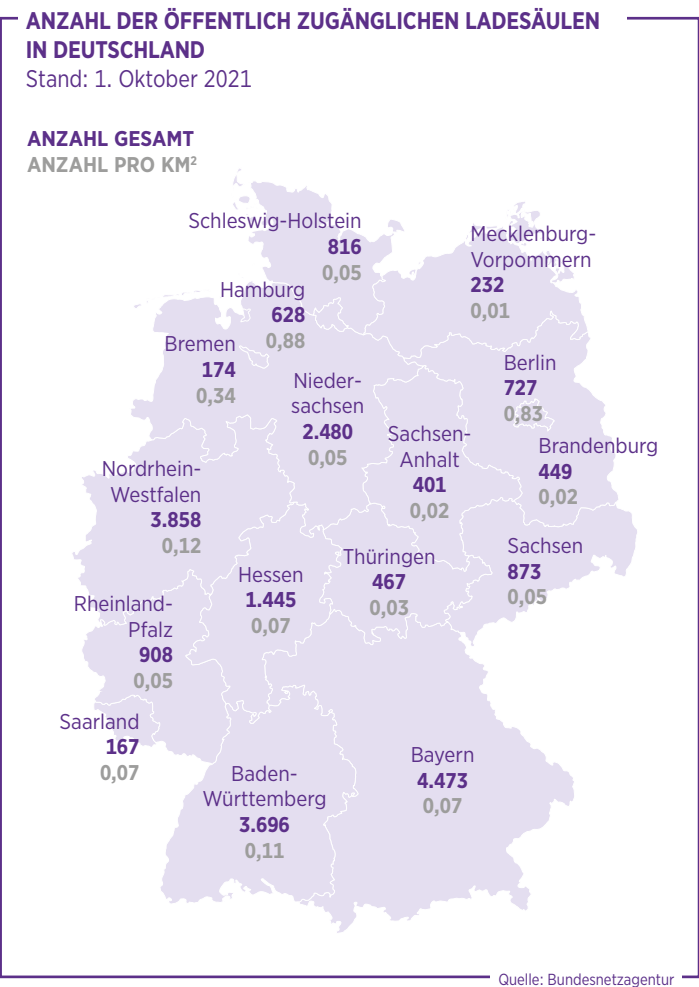 ANZAHL DER ÖFFENTLICH ZUGÄNGLICHEN LADESÄULEN
IN DEUTSCHLAND
Stand: 1. Oktober 2021
ANZAHL GESAMT
ANZAHL PRO KM²
Schleswig-Holstein
816
0,05
Mecklenburg-
Vorpommern
232
0,01
Hamburg
628
0,88
Bremen
174
0,34
Berlin
727
0,83
Nieder-
sachsen
2.480
0,05
Sachsen-
Anhalt
401
0,02
Brandenburg
449
0,02
Nordrhein-
Westfalen
3.858
0,12
Hessen
1.445
0,07
Thüringen
467
0,03
Sachsen
873
0,05
Rheinland-
Pfalz
908
0,05
Saarland
167
0,07
Baden-
Württemberg
3.696
0,11
Bayern
4.473
0,07
Quelle: Bundesnetzagentur